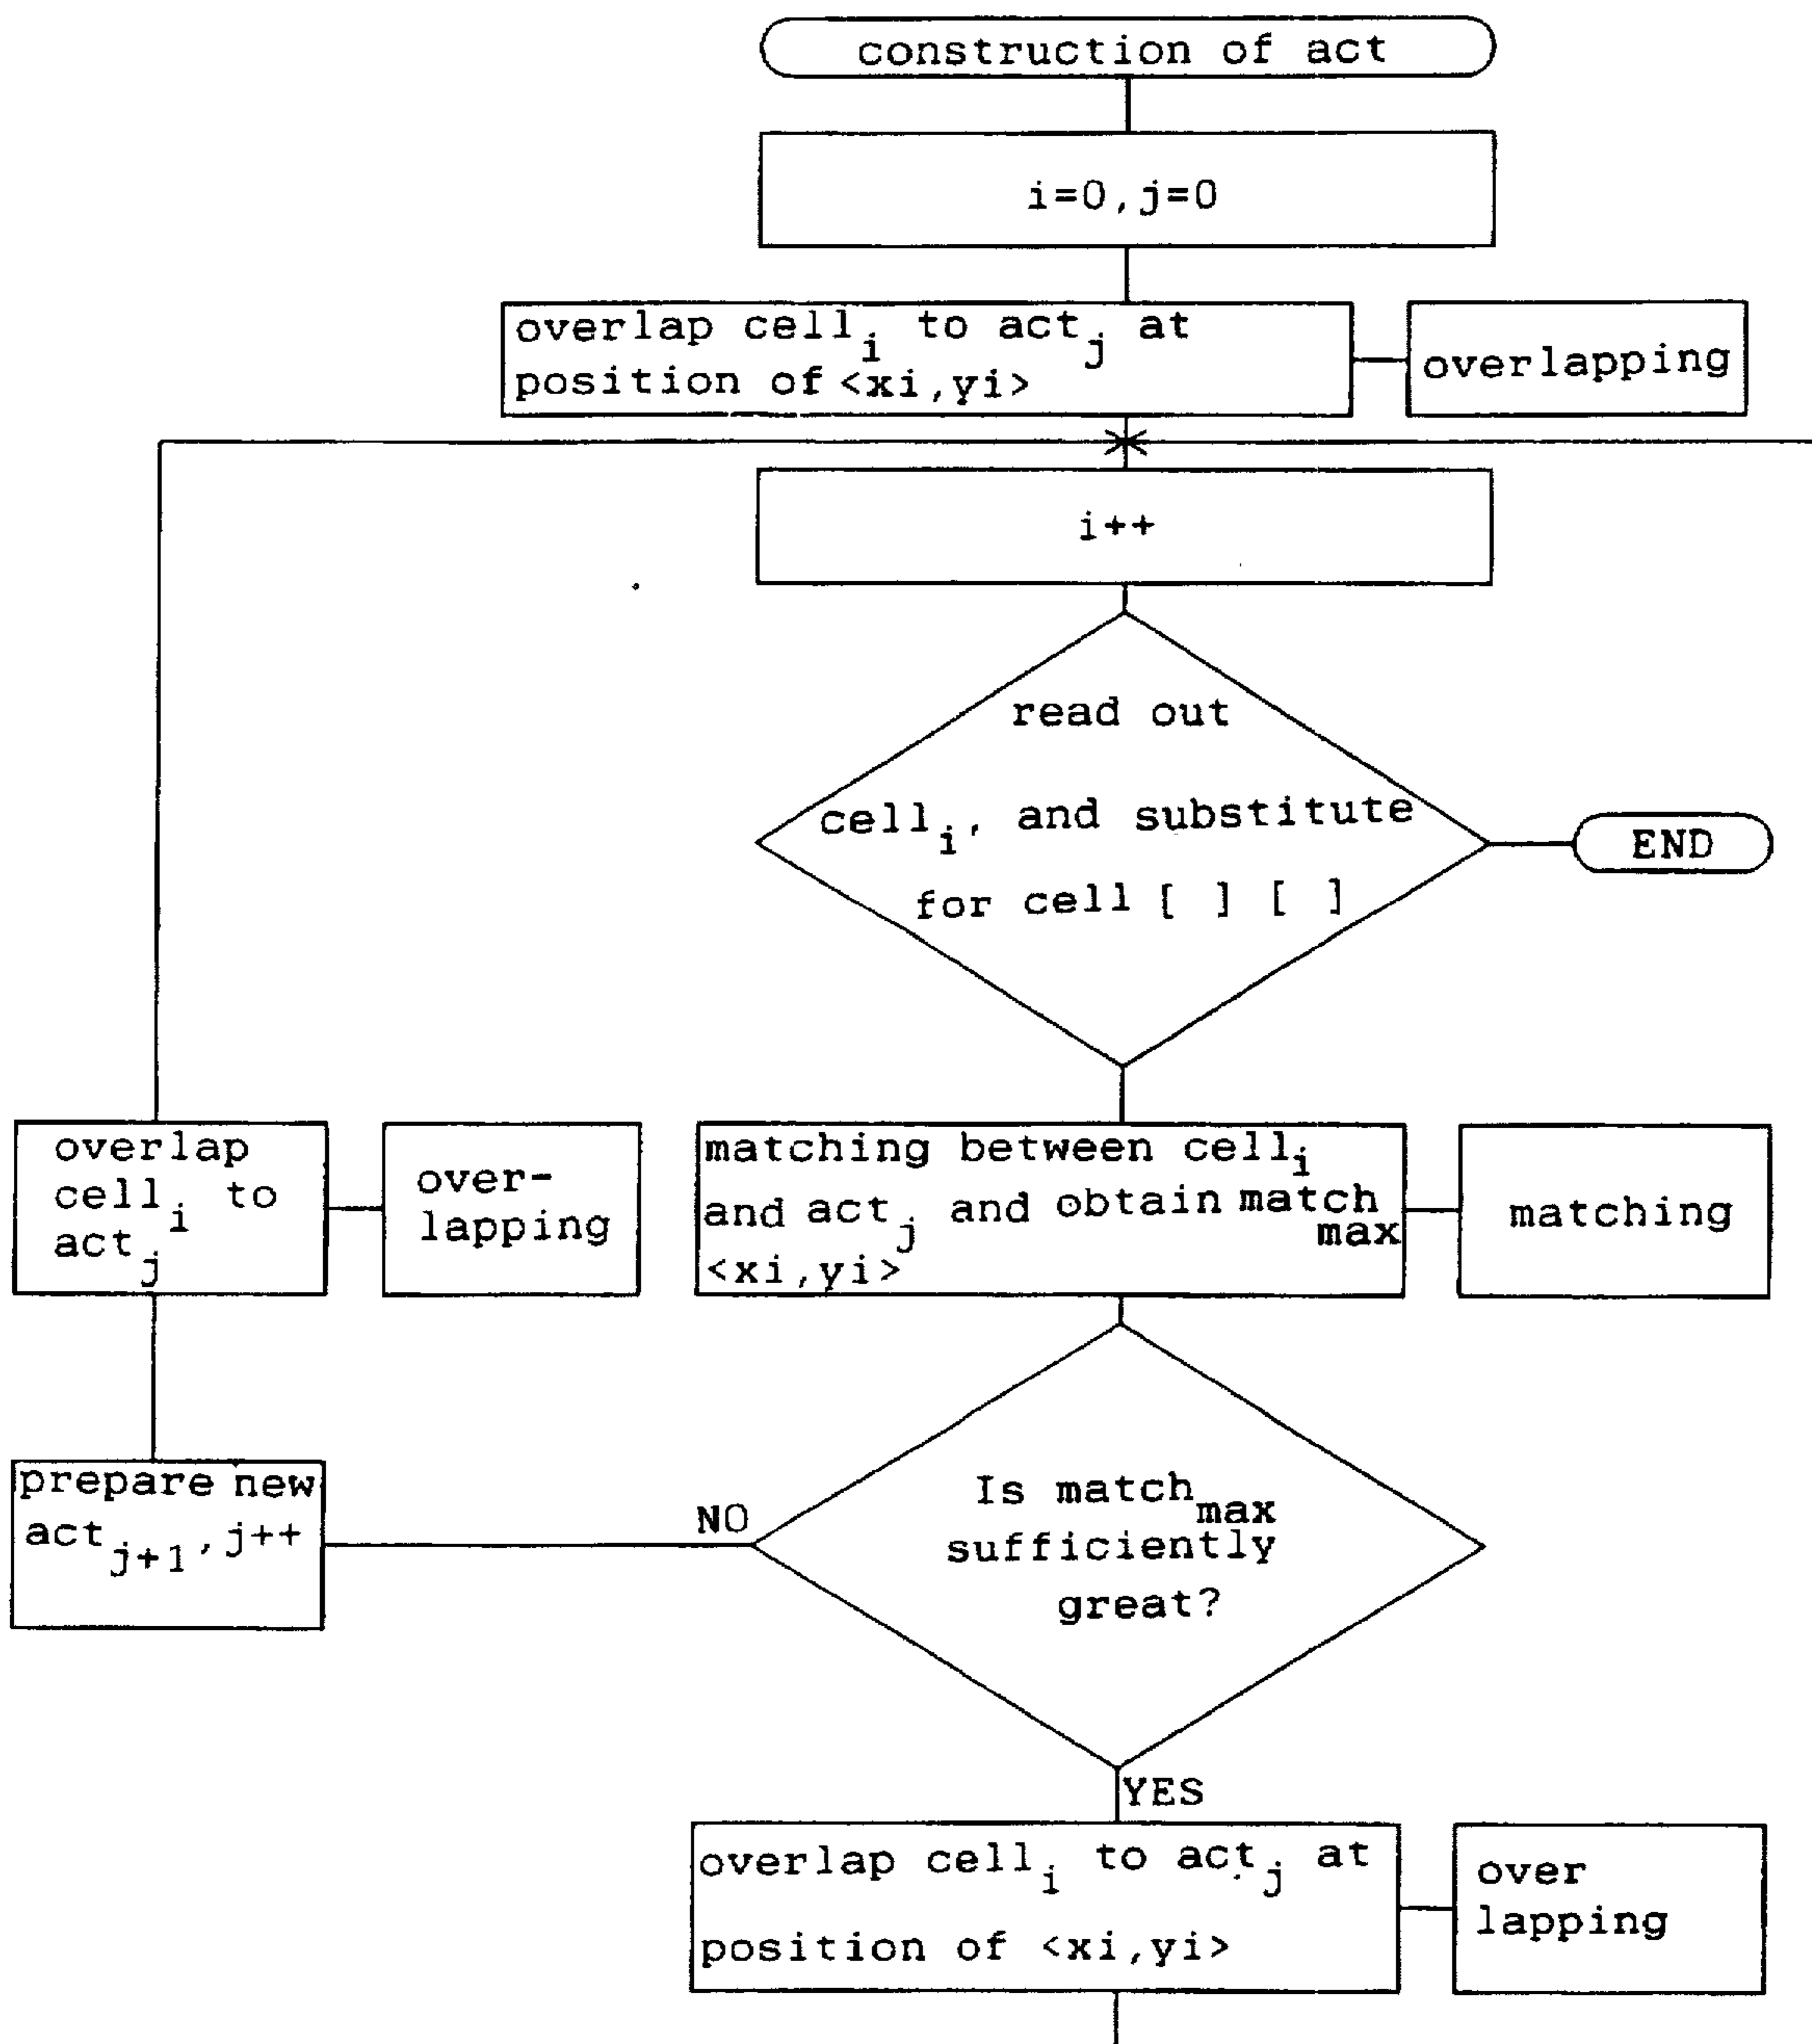 construction of act
i=0,j=0
overlap cell_i to act_j at
position of <xi,yi>
overlapping
i++
read out
cell_i, and substitute
for cell [ ] [ ]
END
overlap
cell_i to
act_j
over-
lapping
matching between cell_i
and act_j and obtain match_max
<xi,yi>
matching
prepare new
act_j+1, j++
NO
Is match_max
sufficiently
great?
YES
overlap cell_i to act_j at
position of <xi,yi>
over
lapping